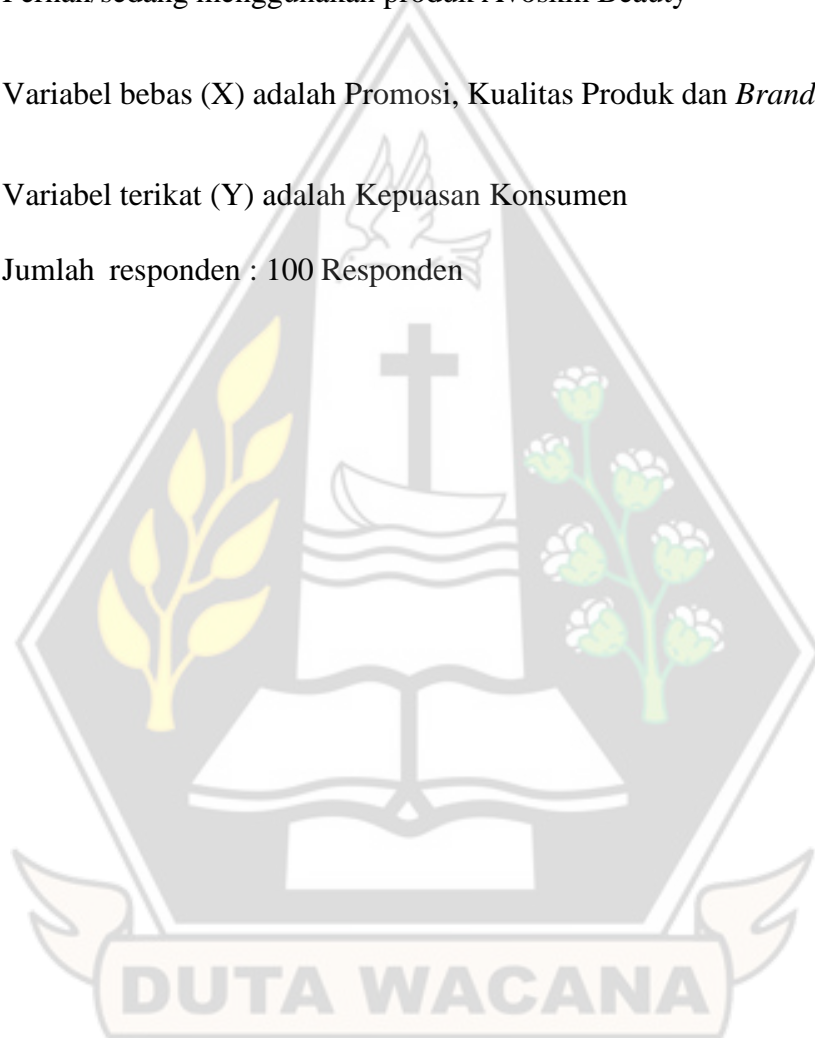 Pernah/sedang menggunakan produk Avoskin Beauty
Variabel bebas (X) adalah Promosi, Kualitas Produk dan Brand
Variabel terikat (Y) adalah Kepuasan Konsumen
Jumlah responden : 100 Responden
DUTA WACANA